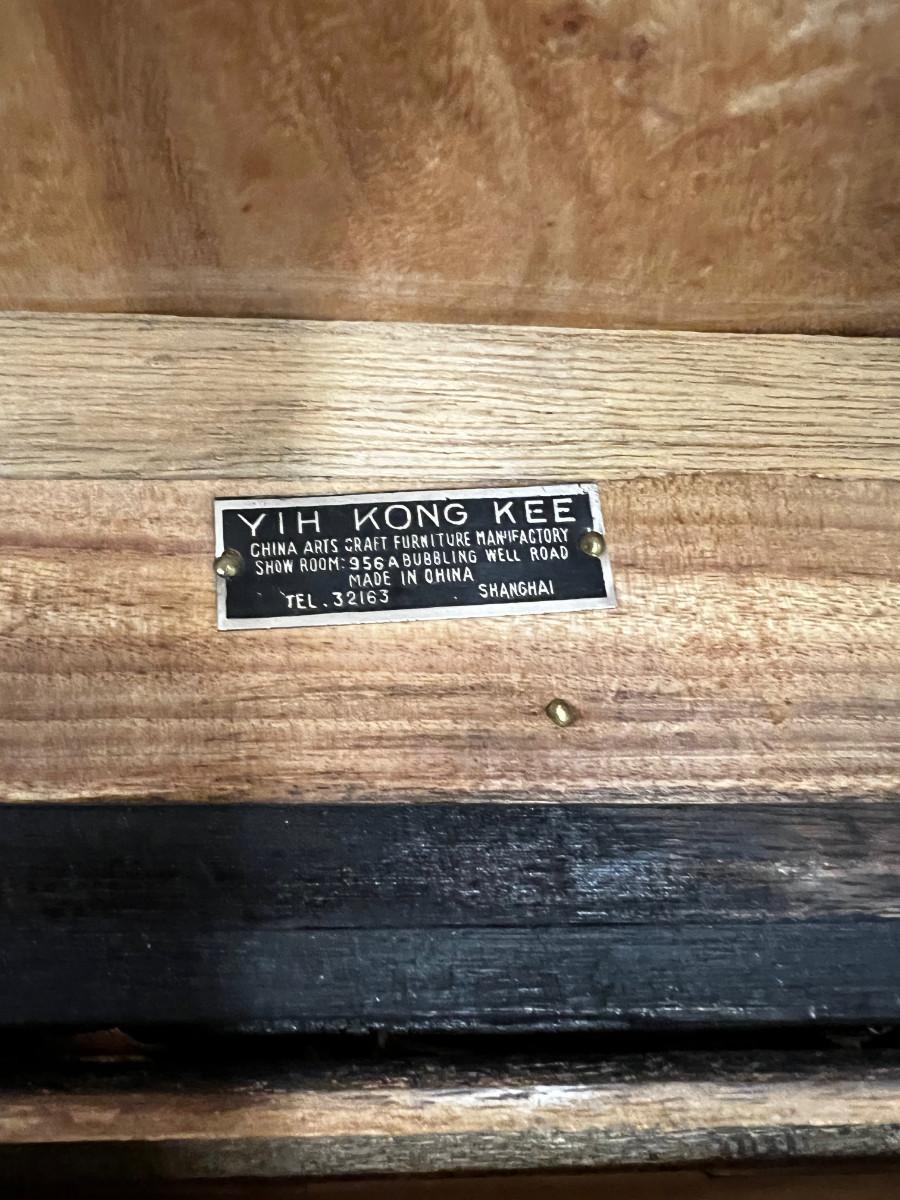 YIH KONG KEE
CHINA ARTS CRAFT FURNITURE MANUFACTORY
SHOW ROOM: 956A BUBBLING WELL ROAD
MADE IN CHINA
TEL. 32163 SHANGHAI